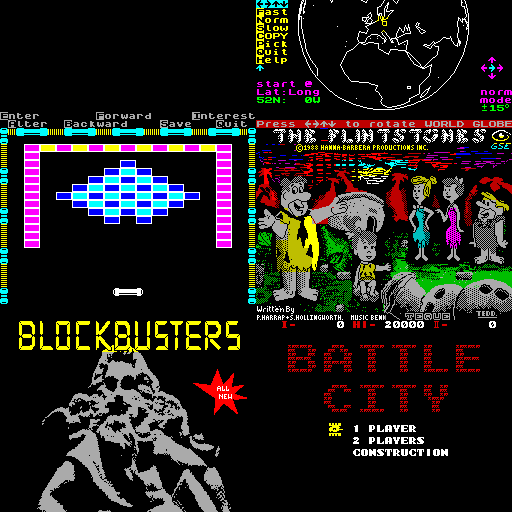 Fast
Norm
Slow
COPY
Pick
Quit
Help
start @
Lat:Long
52N: 0W
norm
mode
±15°
Enter Forward Interest
Alter Backward Save Quit
Press ←↓↑→ to rotate WORLD GLOBE
THE FLINTSTONES
GSE
©1988 HANNA-BARBERA PRODUCTIONS INC.
Written By
P.HARRAP+S.HOLLINGWORTH. MUSIC BENN
TEQUE
TEDD.
BLOCKBUSTERS
ALL
NEW
I- 0 HI- 20000 I- 0
BATTLE
CITY
1 PLAYER
2 PLAYERS
CONSTRUCTION